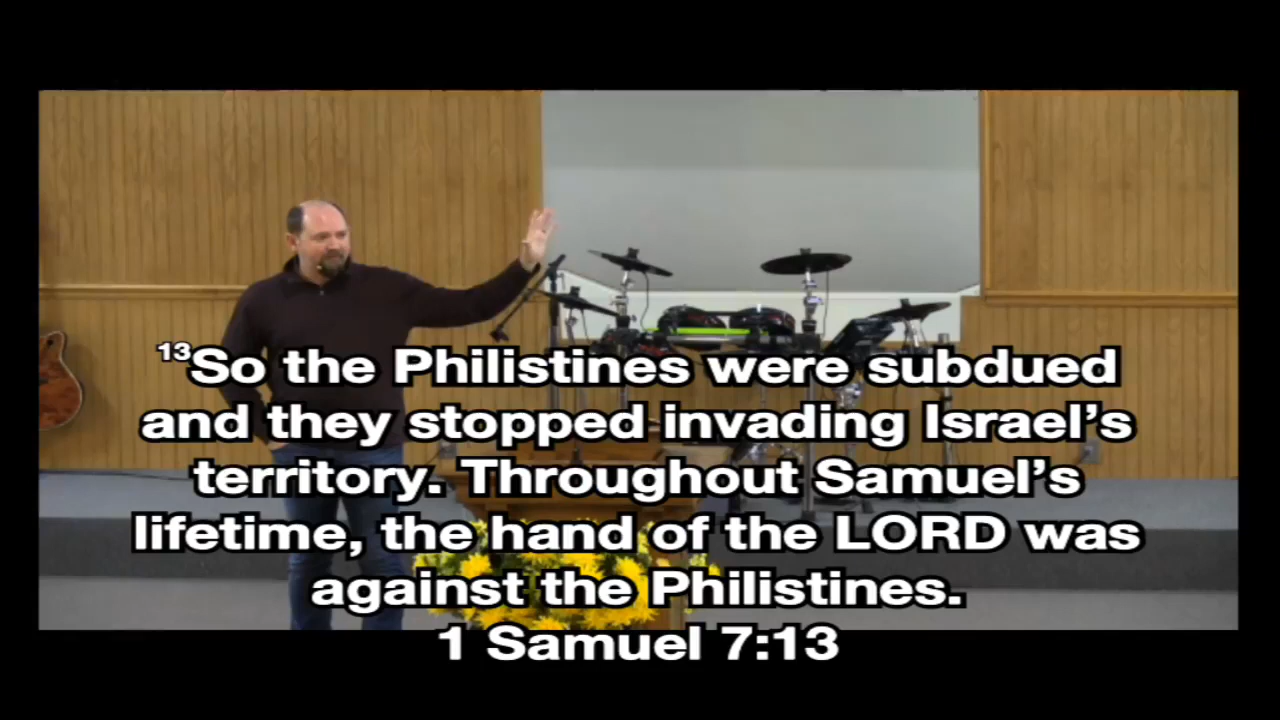 ¹³So the Philistines were subdued
and they stopped invading Israel’s
territory. Throughout Samuel’s
lifetime, the hand of the LORD was
against the Philistines.
1 Samuel 7:13